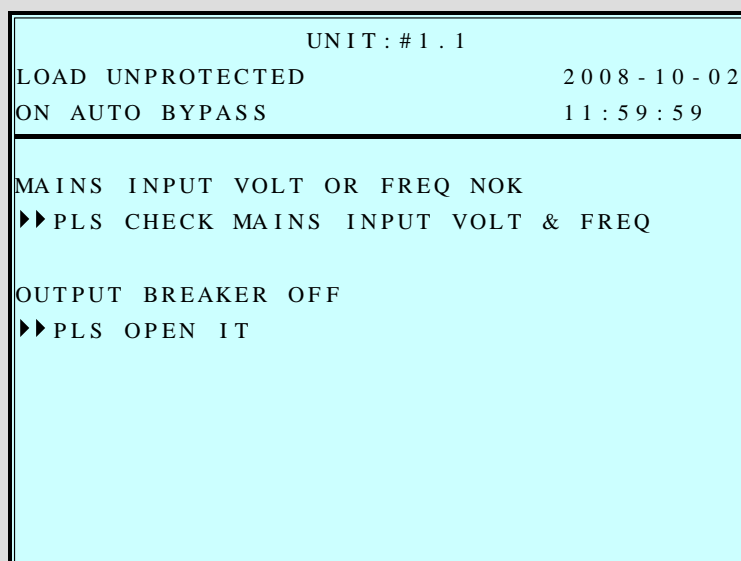 UNIT:#1.1
LOAD UNPROTECTED 2008-10-02
ON AUTO BYPASS 11:59:59
MAINS INPUT VOLT OR FREQ NOK
PLS CHECK MAINS INPUT VOLT & FREQ
OUTPUT BREAKER OFF
PLS OPEN IT